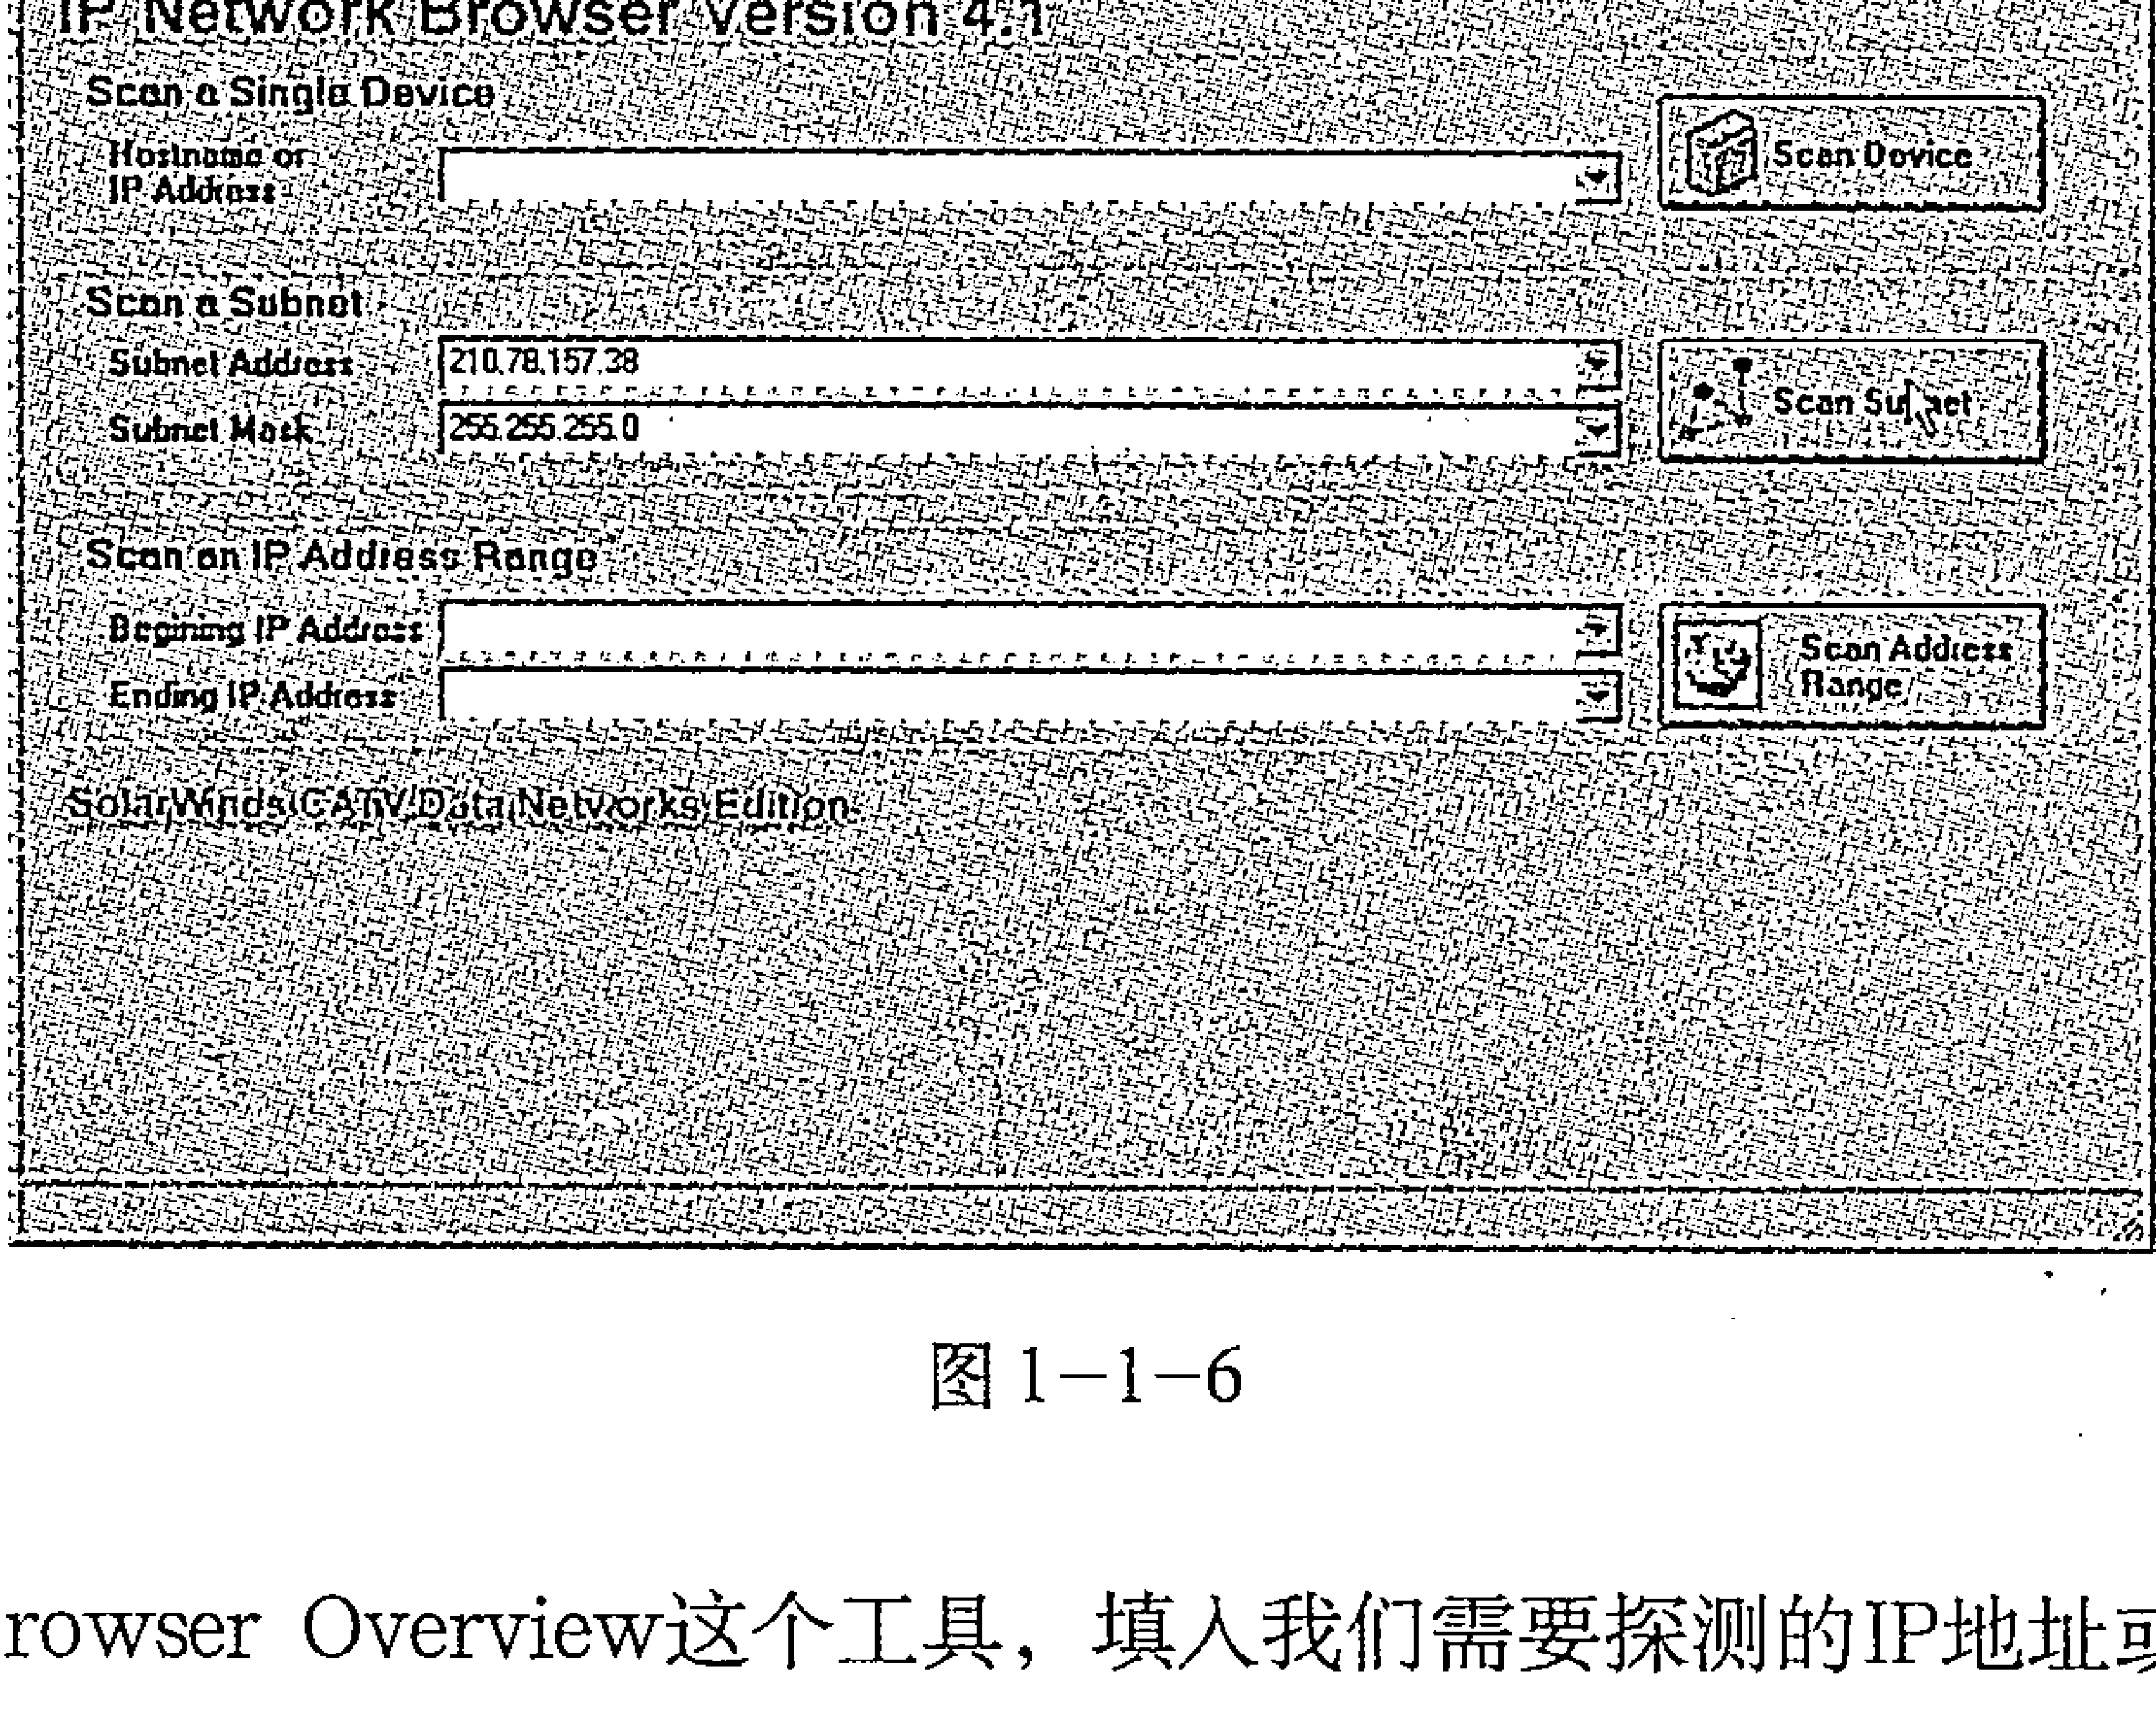 IP Network Browser Version 4.1
Scan a Single Device
Hostname or
IP Address
Scan Device
Scan a Subnet
Subnet Address
210.78.157.38
Subnet Mask
255.255.255.0
Scan Subnet
Scan an IP Address Range
Begining IP Address
Ending IP Address
Scan Address
Range
SolarWinds CATV Data Networks Edition
图 1-1-6
rowser Overview这个工具，填入我们需要探测的IP地址或